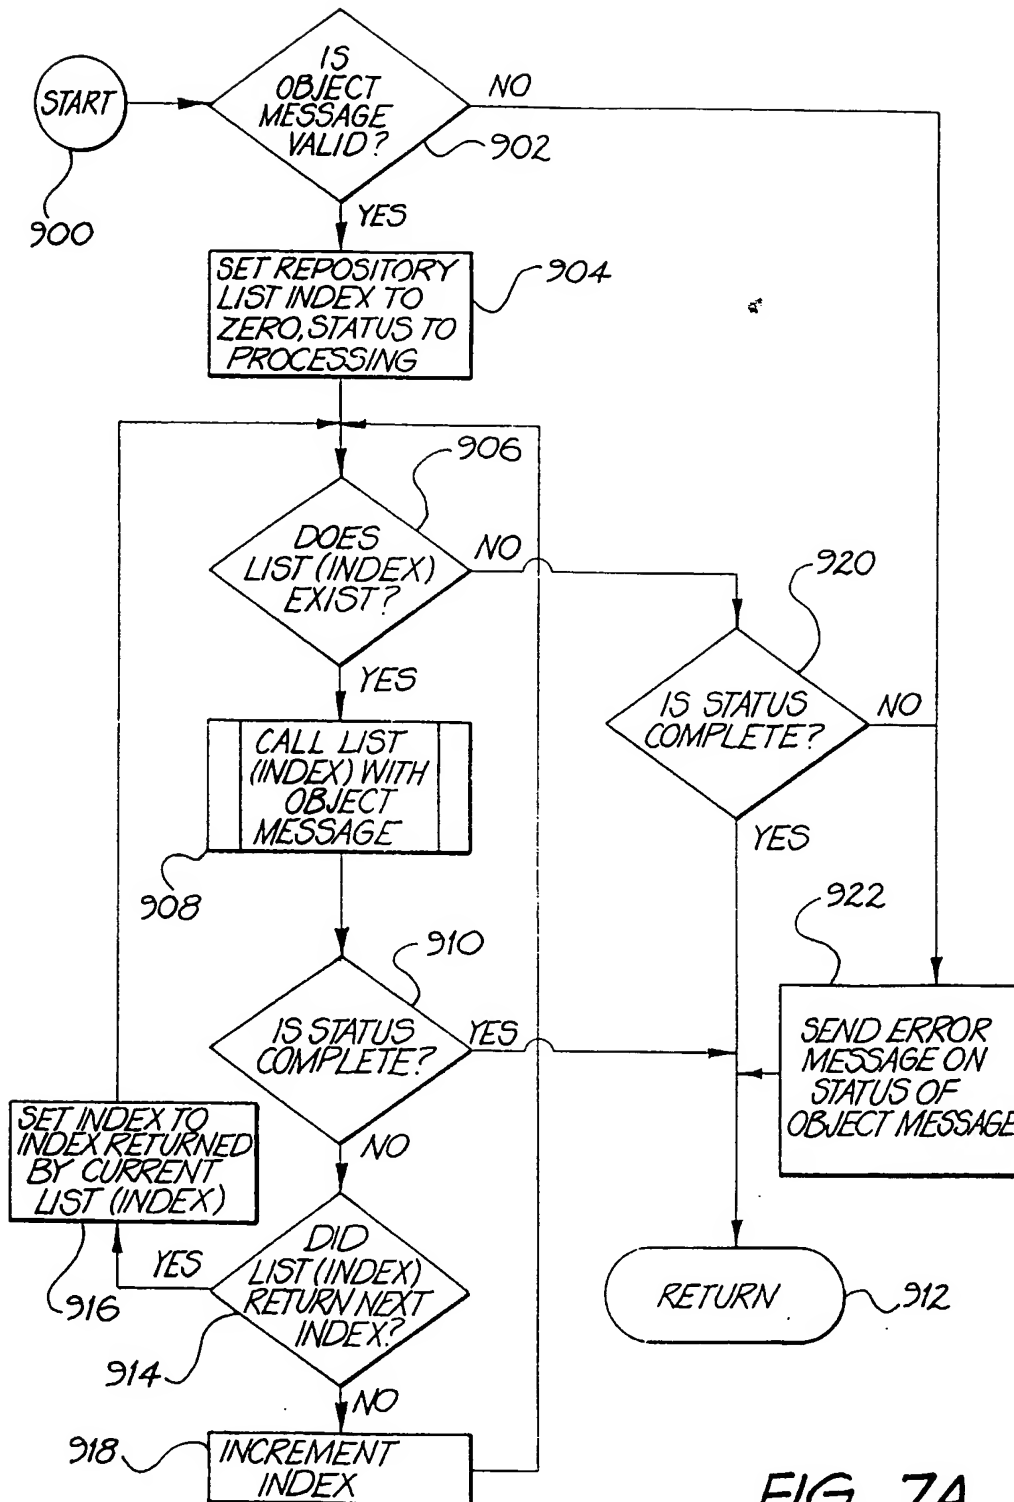 START
900
IS
OBJECT
MESSAGE
VALID?
902
NO
YES
SET REPOSITORY
LIST INDEX TO
ZERO, STATUS TO
PROCESSING
904
906
DOES
LIST (INDEX)
EXIST?
NO
YES
920
IS STATUS
COMPLETE?
NO
YES
CALL LIST
(INDEX) WITH
OBJECT
MESSAGE
908
910
IS STATUS
COMPLETE?
YES
NO
922
SEND ERROR
MESSAGE ON
STATUS OF
OBJECT MESSAGE
SET INDEX TO
INDEX RETURNED
BY CURRENT
LIST (INDEX)
916
YES
DID
LIST (INDEX)
RETURN NEXT
INDEX?
914
NO
RETURN
912
918
INCREMENT
INDEX
FIG. 7A